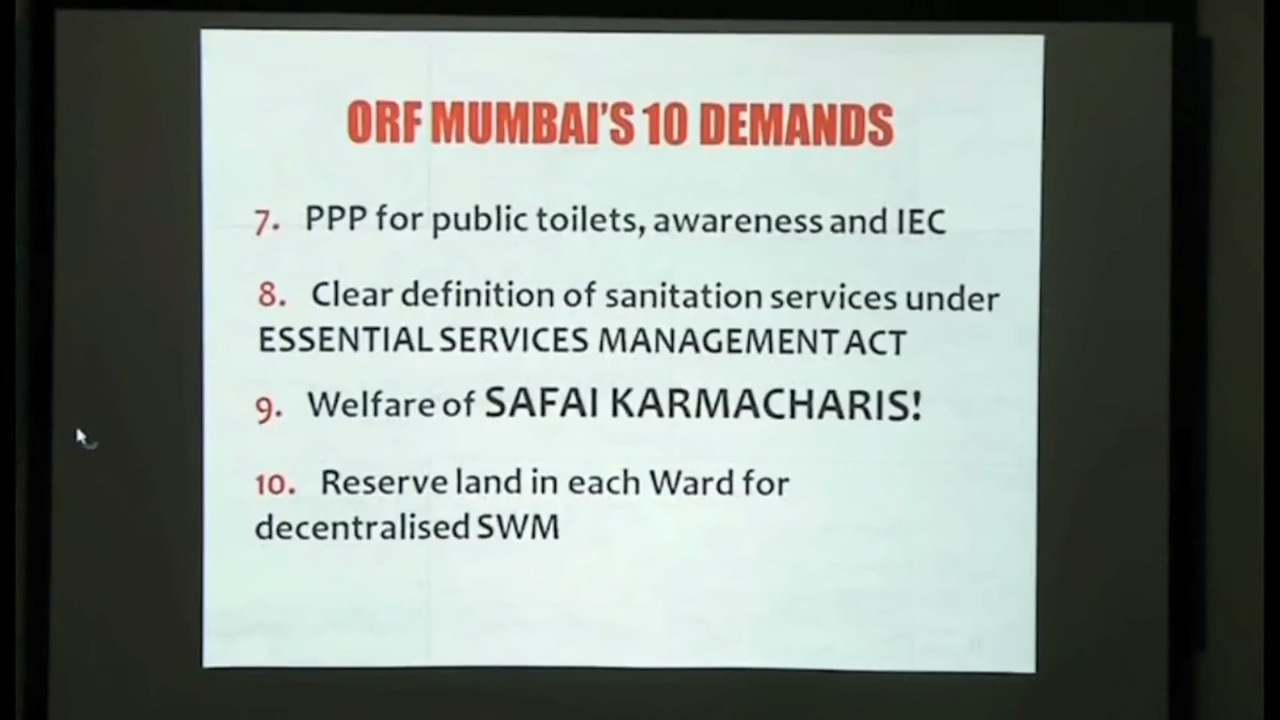 ORF MUMBAI'S 10 DEMANDS
7. PPP for public toilets, awareness and IEC
8. Clear definition of sanitation services under
ESSENTIAL SERVICES MANAGEMENT ACT
9. Welfare of SAFAI KARMACHARIS!
10. Reserve land in each Ward for
decentralised SWM